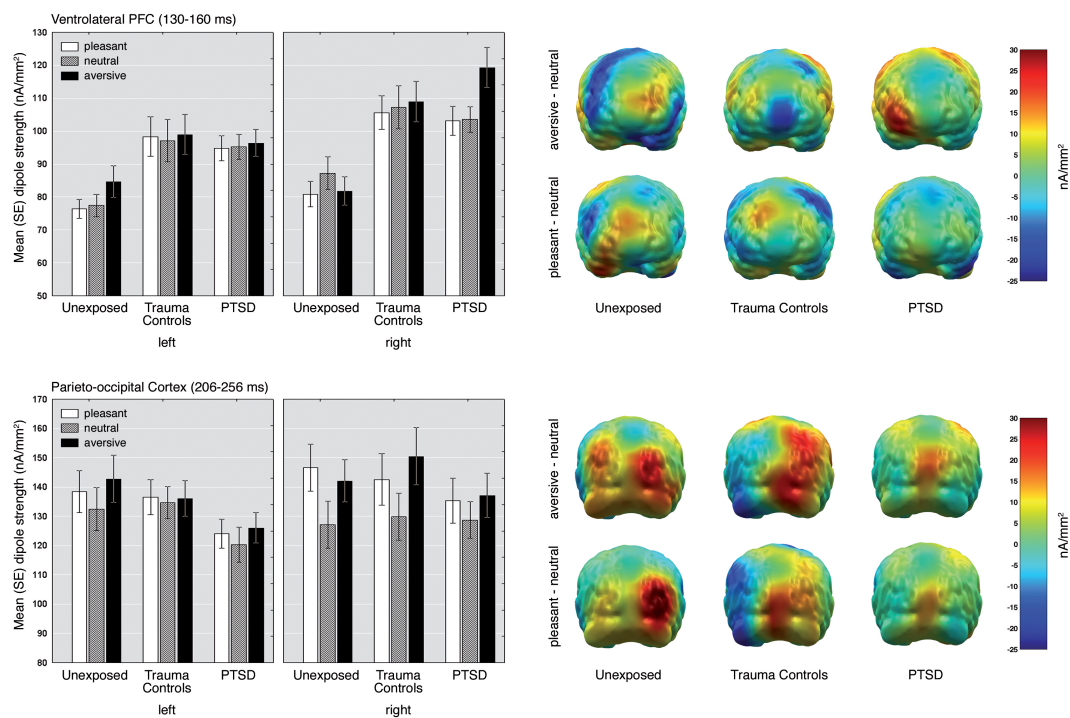 Ventrolateral PFC (130-160 ms)
Mean (SE) dipole strength (nA/mm²)
130
120
110
100
90
80
70
60
50
pleasant
neutral
aversive
Unexposed
Trauma
Controls
PTSD
left
Unexposed
Trauma
Controls
PTSD
right
aversive - neutral
pleasant - neutral
Unexposed
Trauma Controls
PTSD
30
25
20
15
10
5
0
-5
-10
-15
-20
-25
nA/mm²
Parieto-occipital Cortex (206-256 ms)
Mean (SE) dipole strength (nA/mm²)
170
160
150
140
130
120
110
100
90
80
pleasant
neutral
aversive
Unexposed
Trauma
Controls
PTSD
left
Unexposed
Trauma
Controls
PTSD
right
aversive - neutral
pleasant - neutral
Unexposed
Trauma Controls
PTSD
30
25
20
15
10
5
0
-5
-10
-15
-20
-25
nA/mm²